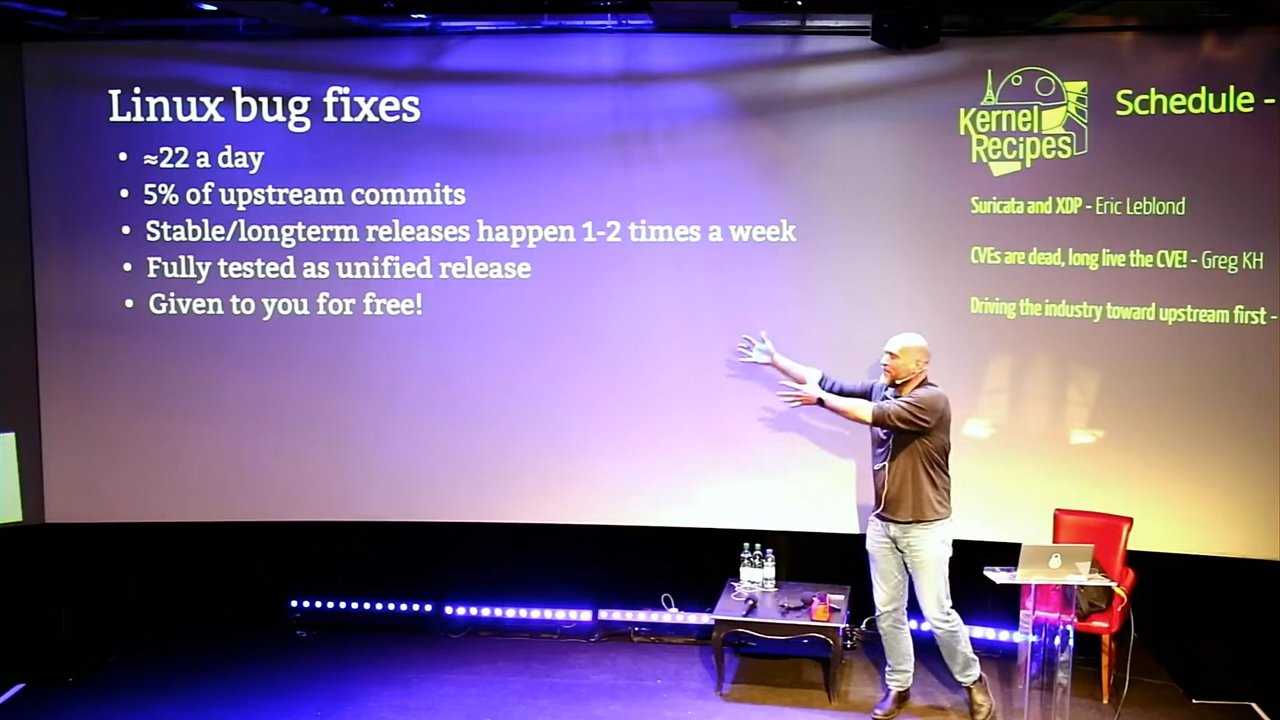 Linux bug fixes
• ≈22 a day
• 5% of upstream commits
• Stable/longterm releases happen 1-2 times a week
• Fully tested as unified release
• Given to you for free!
Kernel
Recipes
Schedule -
Suricata and XDP - Eric Leblond
CVEs are dead, long live the CVE! - Greg KH
Driving the industry toward upstream first -